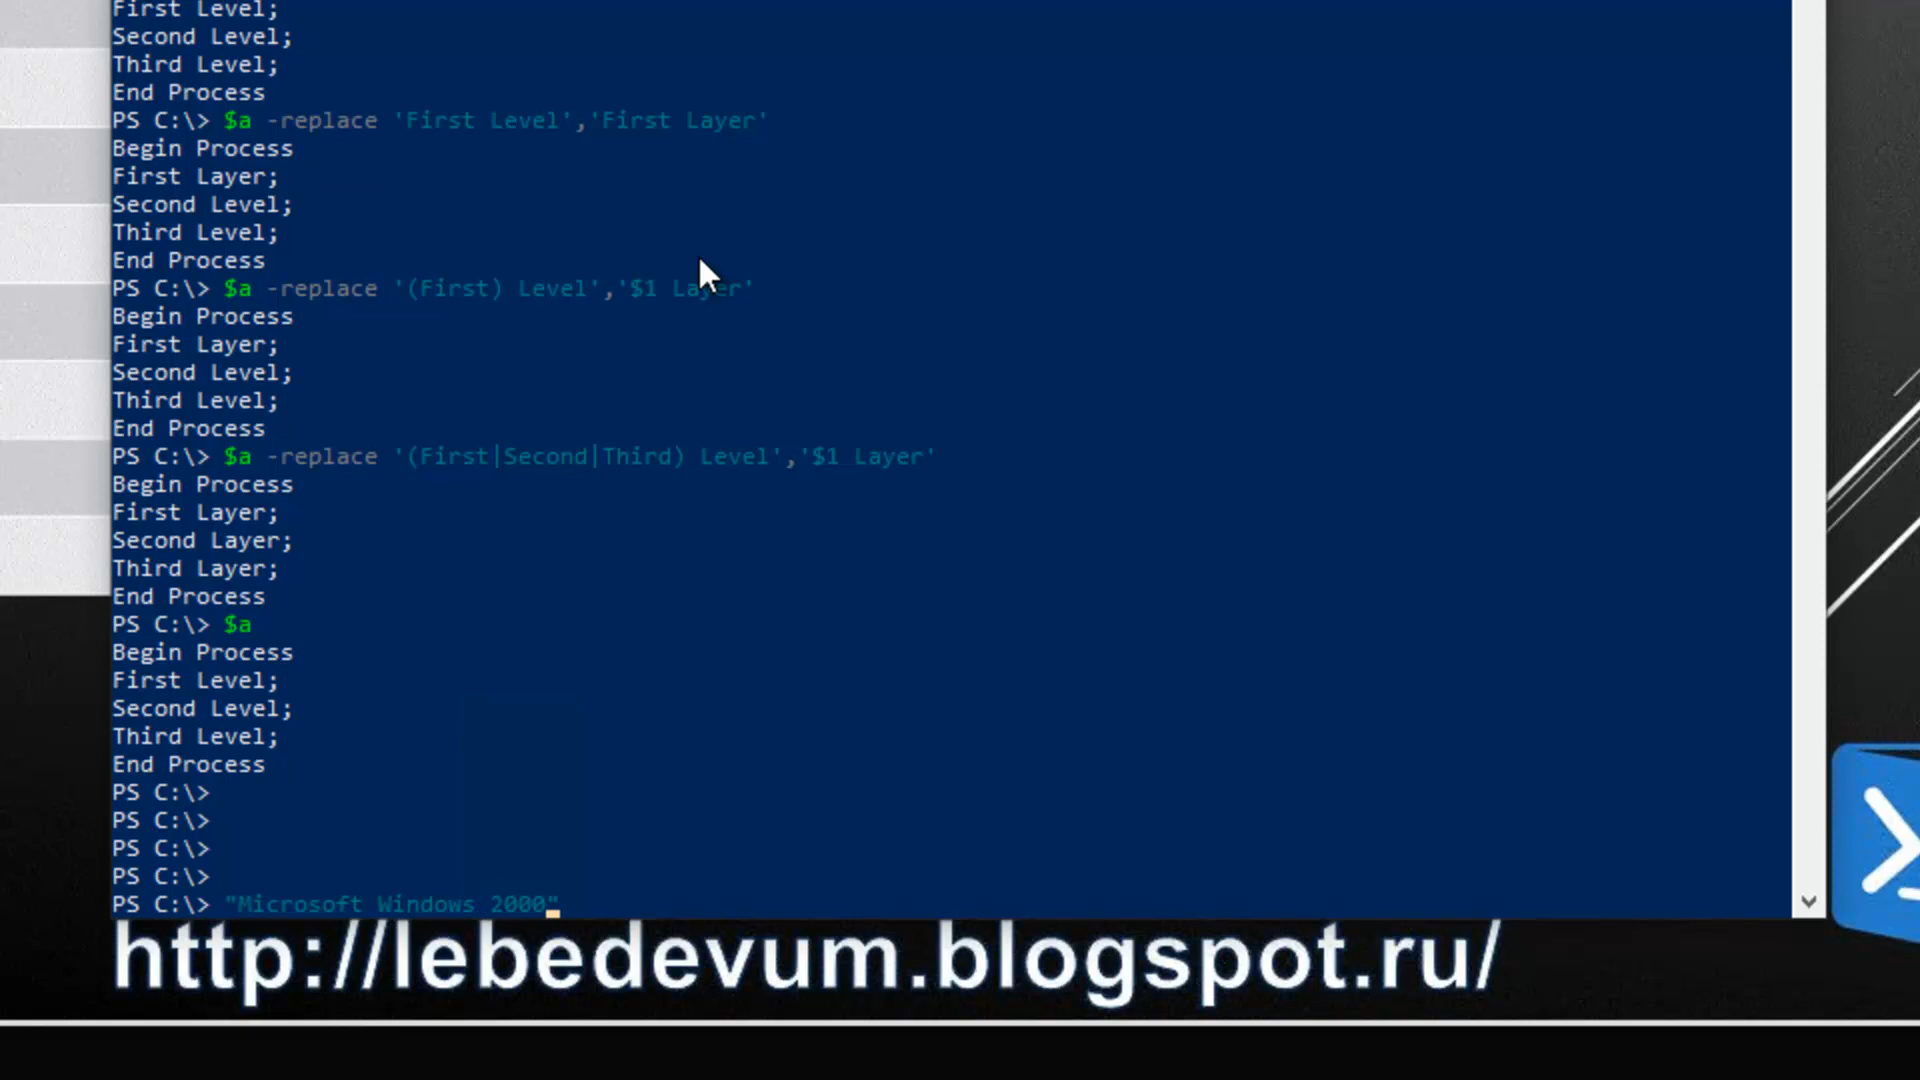 First Level;
Second Level;
Third Level;
End Process
PS C:\> $a -replace 'First Level','First Layer'
Begin Process
First Layer;
Second Level;
Third Level;
End Process
PS C:\> $a -replace '(First) Level','$1 Layer'
Begin Process
First Layer;
Second Level;
Third Level;
End Process
PS C:\> $a -replace '(First|Second|Third) Level','$1 Layer'
Begin Process
First Layer;
Second Layer;
Third Layer;
End Process
PS C:\> $a
Begin Process
First Level;
Second Level;
Third Level;
End Process
PS C:\>
PS C:\>
PS C:\>
PS C:\>
PS C:\> "Microsoft Windows 2000"
http://lebedevum.blogspot.ru/